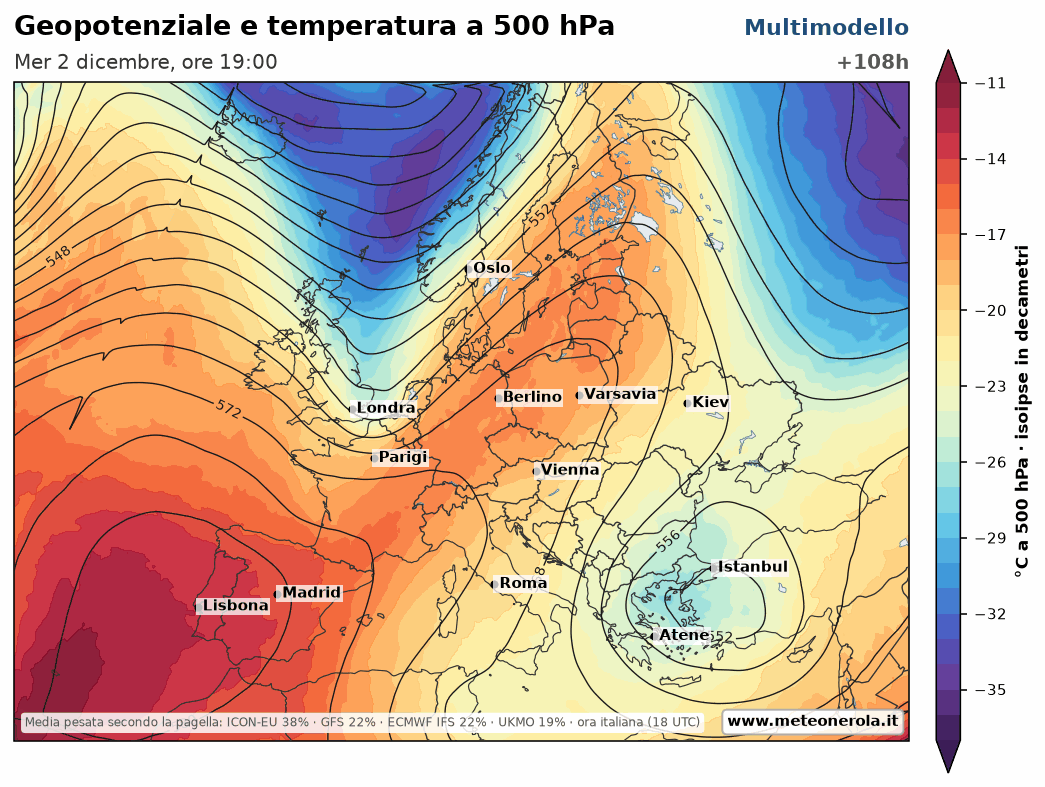 Geopotenziale e temperatura a 500 hPa
Multimodello
Mer 2 dicembre, ore 19:00
+108h
−11
−14
−17
−20
−23
−26
−29
−32
−35
°C a 500 hPa · isoipse in decametri
552
548
Oslo
572
Londra
Berlino
Varsavia
Kiev
Parigi
Vienna
556
Istanbul
Roma
Madrid
Lisbona
Atene
552
Media pesata secondo la pagella: ICON-EU 38% · GFS 22% · ECMWF IFS 22% · UKMO 19% · ora italiana (18 UTC)
www.meteonerola.it